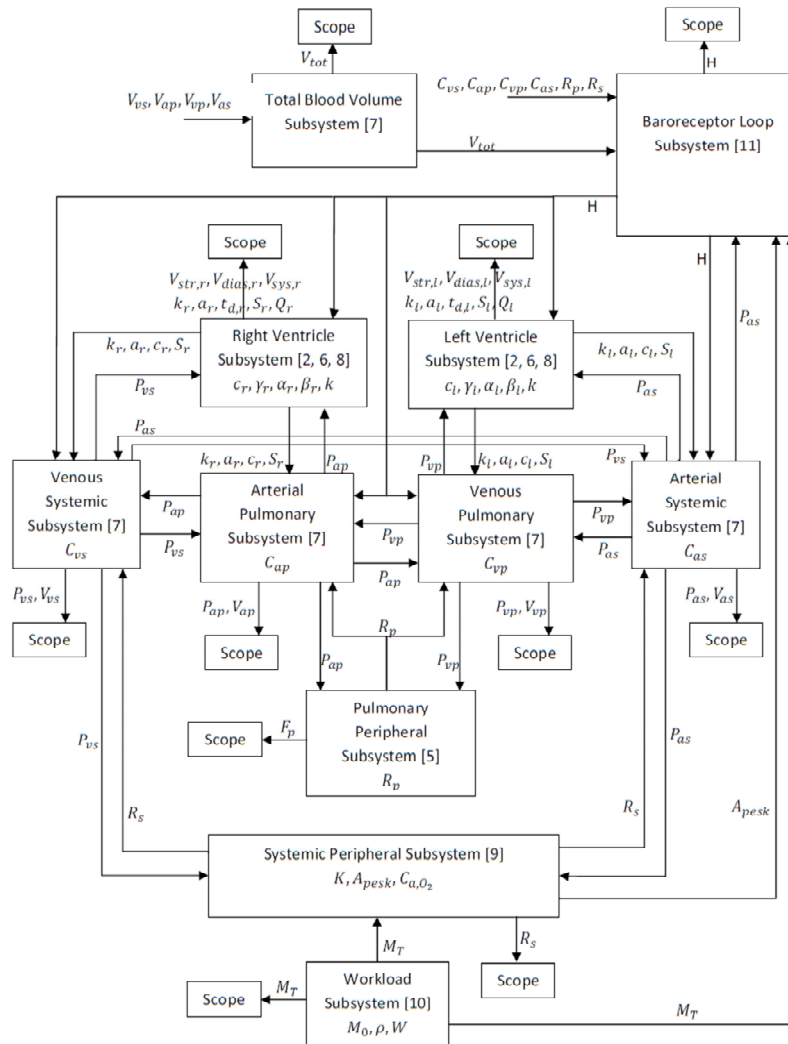 Scope
Scope
V_tot
H
V_vs, V_ap, V_vp, V_as
Total Blood Volume
Subsystem [7]
C_vs, C_ap, C_vp, C_as, R_p, R_s
Baroreceptor Loop
Subsystem [11]
V_tot
H
H
Scope
Scope
V_str,r, V_dias,r, V_sys,r
k_r, a_r, t_d,r, S_r, Q_r
V_str,l, V_dias,l, V_sys,l
k_l, a_l, t_d,l, S_l, Q_l
P_as
k_r, a_r, c_r, S_r
Right Ventricle
Subsystem [2, 6, 8]
c_r, γ_r, α_r, β_r, k
Left Ventricle
Subsystem [2, 6, 8]
c_l, γ_l, α_l, β_l, k
k_l, a_l, c_l, S_l
P_vs
P_as
P_as
P_vs
k_r, a_r, c_r, S_r
P_ap
P_vp
k_l, a_l, c_l, S_l
Venous
Systemic
Subsystem [7]
C_vs
P_ap
P_vs
Arterial
Pulmonary
Subsystem [7]
C_ap
P_vp
P_ap
Venous
Pulmonary
Subsystem [7]
C_vp
P_vp
P_as
Arterial
Systemic
Subsystem [7]
C_as
P_vs, V_vs
P_ap, V_ap
P_vp, V_vp
P_as, V_as
Scope
Scope
R_p
Scope
Scope
P_ap
P_vp
Scope
F_p
Pulmonary
Peripheral
Subsystem [5]
R_p
P_vs
P_as
R_s
R_s
A_pesk
Systemic Peripheral Subsystem [9]
K, A_pesk, C_a,O_2
M_T
R_s
Scope
Scope
M_T
Workload
Subsystem [10]
M_0, ρ, W
M_T